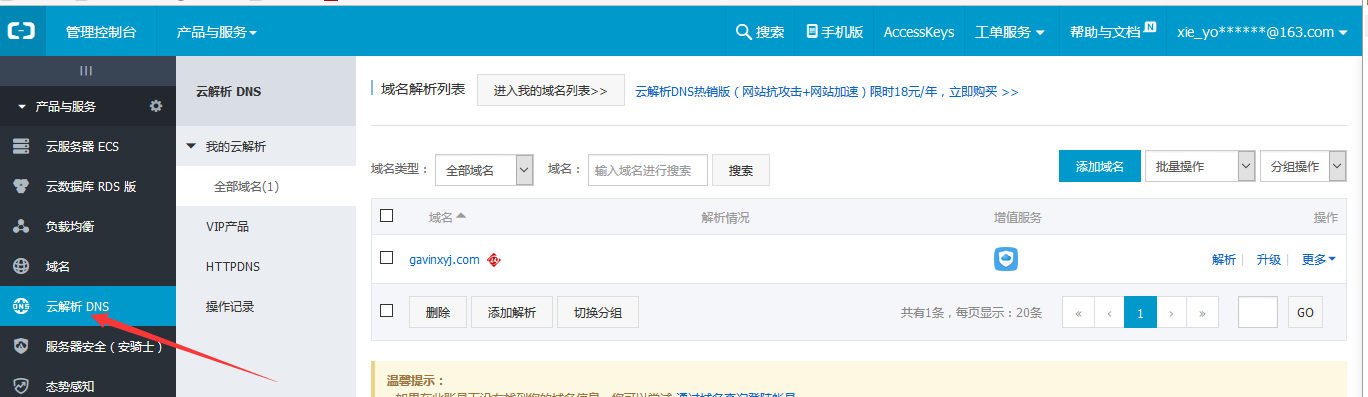 管理控制台 产品与服务 搜索 手机版 AccessKeys 工单服务 帮助与文档 N xie_yo******@163.com
产品与服务
云服务器 ECS
云数据库 RDS 版
负载均衡
域名
云解析 DNS
服务器安全（安骑士）
态势感知
云解析 DNS
我的云解析
全部域名(1)
VIP产品
HTTPDNS
操作记录
域名解析列表 进入我的域名列表>> 云解析DNS热销版（网站抗攻击+网站加速）限时18元/年，立即购买 >>
域名类型： 全部域名 域名： 输入域名进行搜索 搜索 添加域名 批量操作 分组操作
域名 解析情况 增值服务 操作
gavinxyj.com 解析 升级 更多
删除 添加解析 切换分组 共有1条，每页显示：20条 « ‹ 1 › » GO
温馨提示：